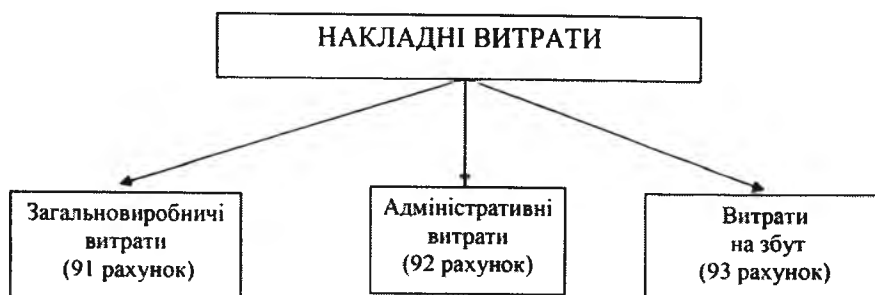 НАКЛАДНІ ВИТРАТИ
Загальновиробничі
витрати
(91 рахунок)
Адміністративні
витрати
(92 рахунок)
Витрати
на збут
(93 рахунок)